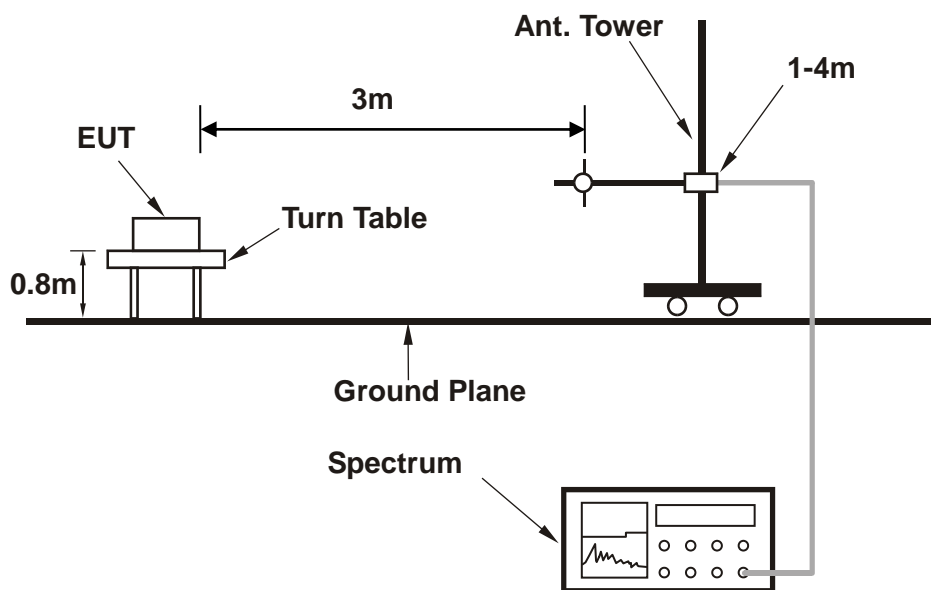 Ant. Tower
1-4m
3m
EUT
Turn Table
0.8m
Ground Plane
Spectrum